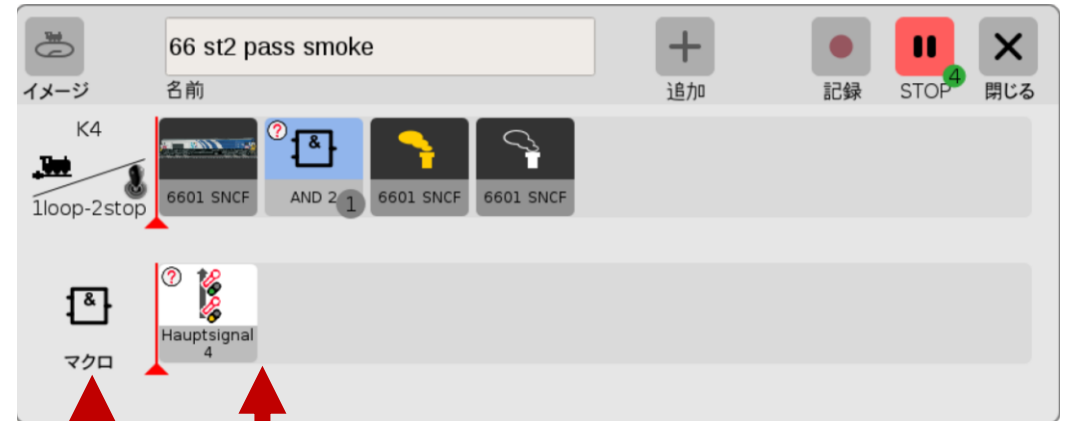 66 st2 pass smoke
イメージ
名前
追加
記録
STOP
4
閉じる
K4
1loop-2stop
6601 SNCF
?
&
AND 2
1
6601 SNCF
6601 SNCF
&
マクロ
?
Hauptsignal
4